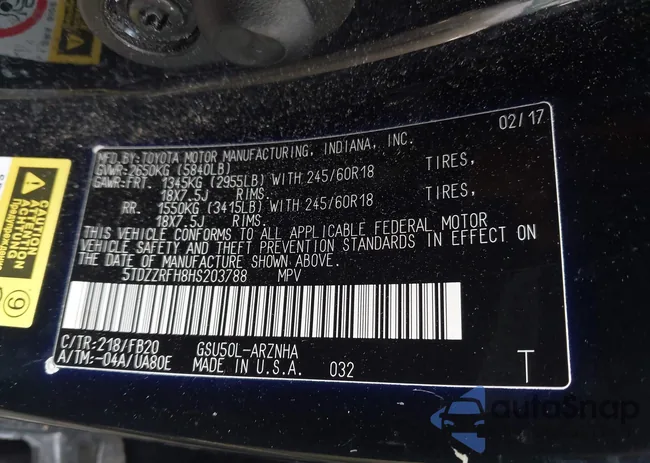 02/17
MFD.BY: TOYOTA MOTOR MANUFACTURING, INDIANA, INC.
GVWR: 2650KG (5840LB)
GAWR: FRT. 1345KG (2955LB) WITH 245/60R18 TIRES,
18X7.5J RIMS.
RR. 1550KG (3415LB) WITH 245/60R18 TIRES,
18X7.5J RIMS.
THIS VEHICLE CONFORMS TO ALL APPLICABLE FEDERAL MOTOR
VEHICLE SAFETY AND THEFT PREVENTION STANDARDS IN EFFECT ON
THE DATE OF MANUFACTURE SHOWN ABOVE.
5TDZZRFH8HS203788 MPV
C/TR: 218/FB20 GSU50L-ARZNHA
A/TM: -04A/UA80E MADE IN U.S.A. 032 T
CAUTION
ATTENTION
9
autoSnap